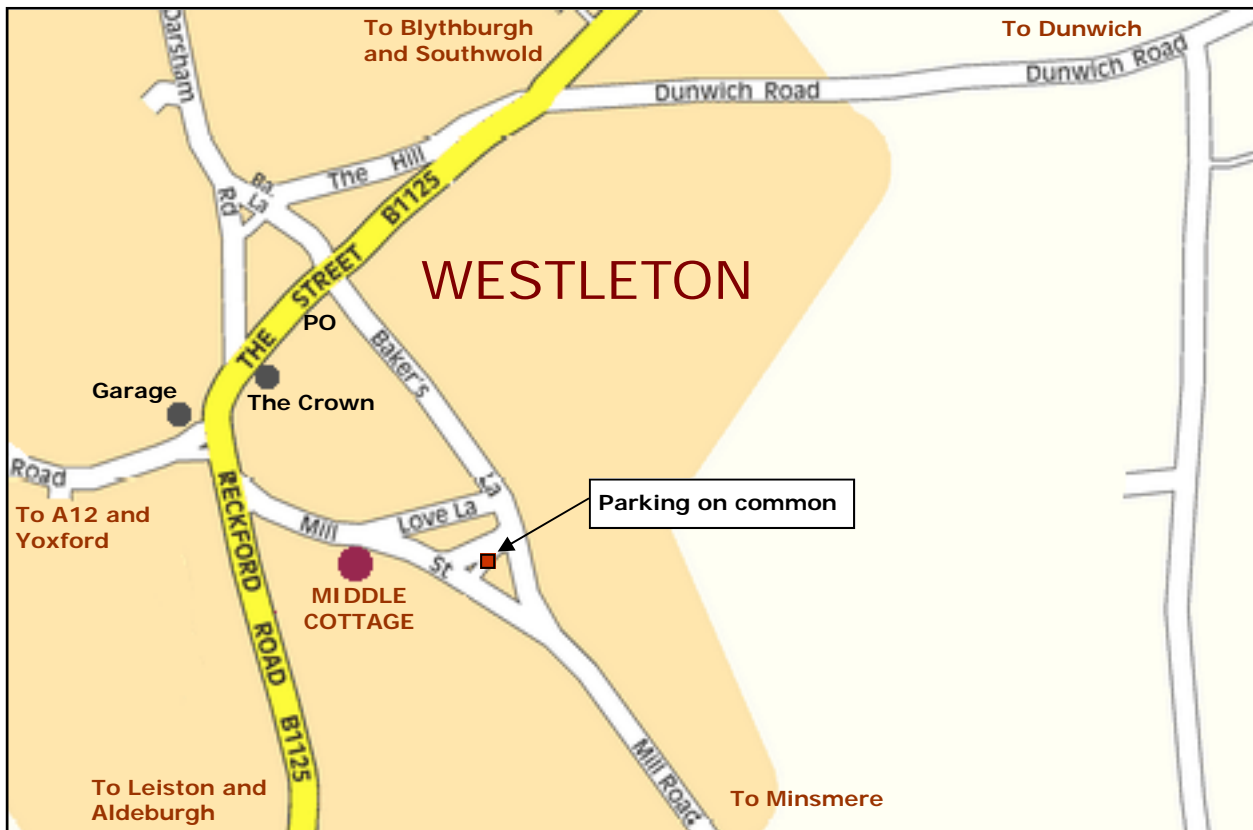 To Blythburgh
and Southwold
To Dunwich
Darsham
Rd
Dunwich Road
Dunwich Road
Ba.
La
The Hill
B1125
THE STREET
WESTLETON
PO
Baker's
La
Garage
The Crown
Road
To A12 and
Yoxford
RECKFORD ROAD B1125
Mill
St
Love La
Parking on common
MIDDLE
COTTAGE
To Leiston and
Aldeburgh
Mill Road
To Minsmere